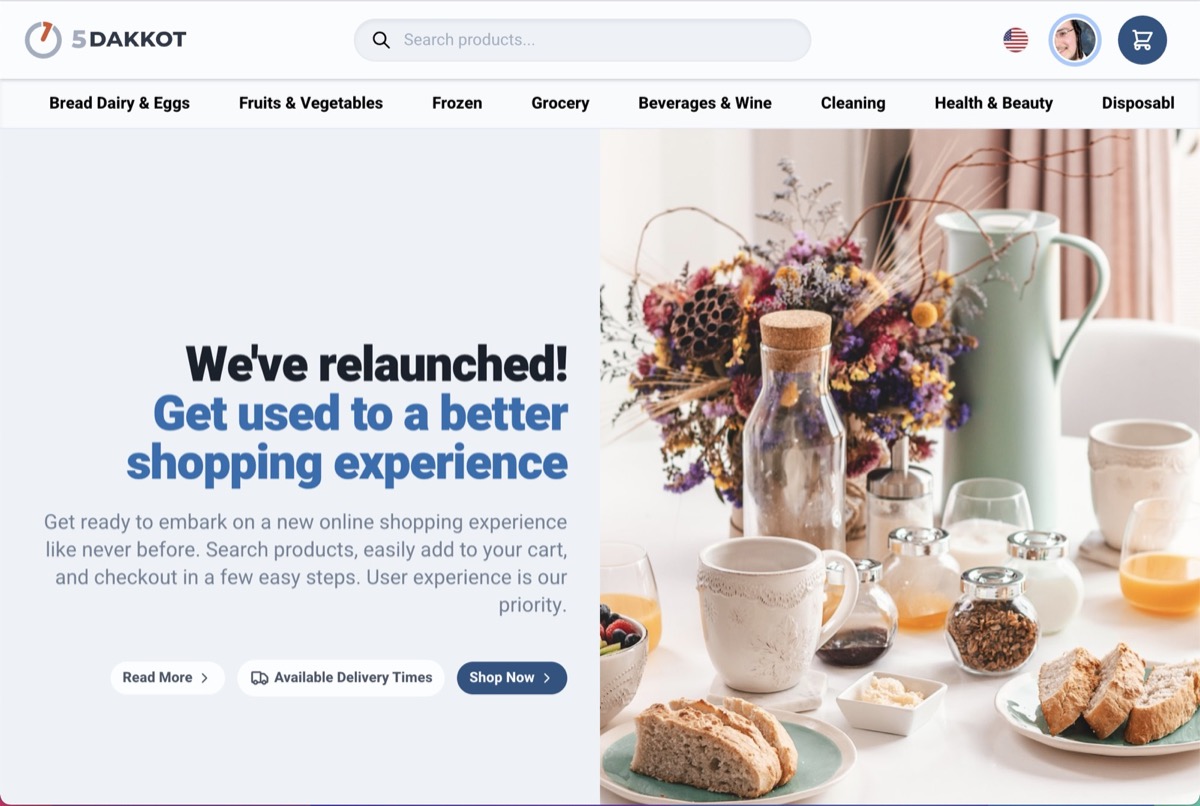 5 DAKKOT
Search products...
Bread Dairy & Eggs
Fruits & Vegetables
Frozen
Grocery
Beverages & Wine
Cleaning
Health & Beauty
Disposabl
We've relaunched!
Get used to a better
shopping experience
Get ready to embark on a new online shopping experience
like never before. Search products, easily add to your cart,
and checkout in a few easy steps. User experience is our
priority.
Read More
Available Delivery Times
Shop Now